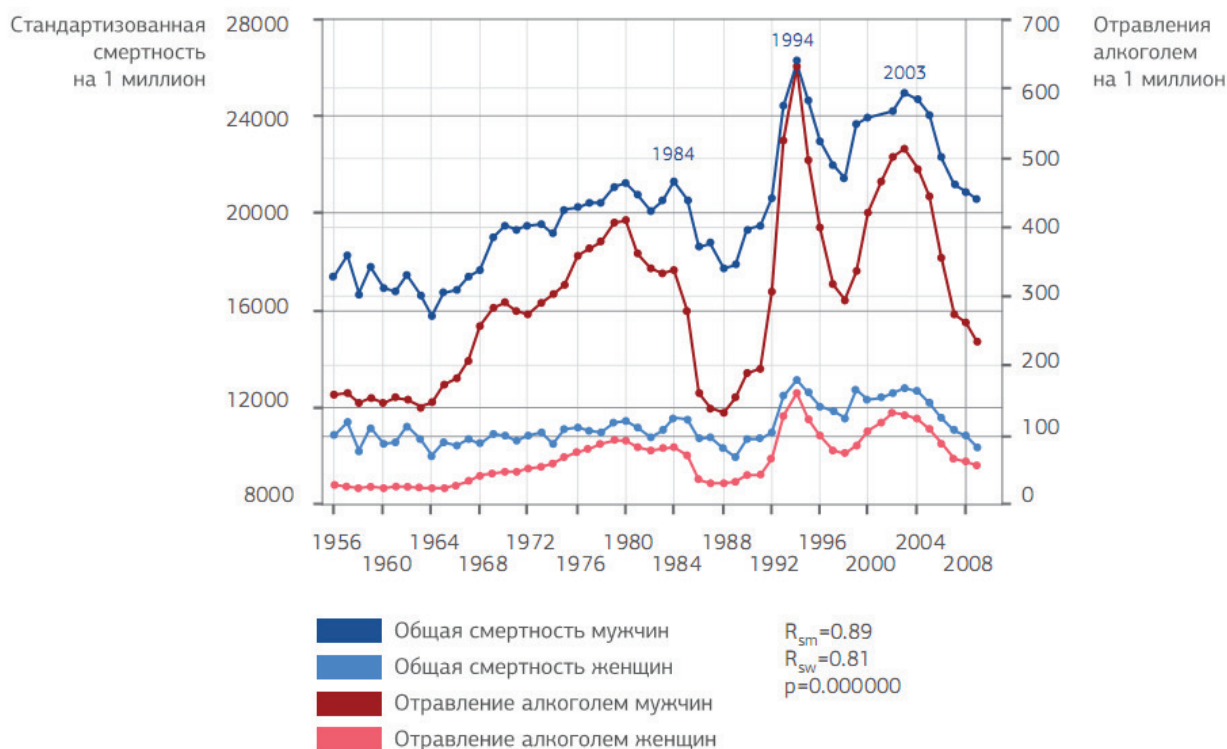 Стандартизованная
смертность
на 1 миллион
28000
24000
20000
16000
12000
8000
1984
1994
2003
700
600
500
400
300
200
100
0
Отравления
алкоголем
на 1 миллион
1956
1964
1972
1980
1988
1996
2004
1960
1968
1976
1984
1992
2000
2008
Общая смертность мужчин
Общая смертность женщин
Отравление алкоголем мужчин
Отравление алкоголем женщин
Rsm=0.89
Rsw=0.81
p=0.000000